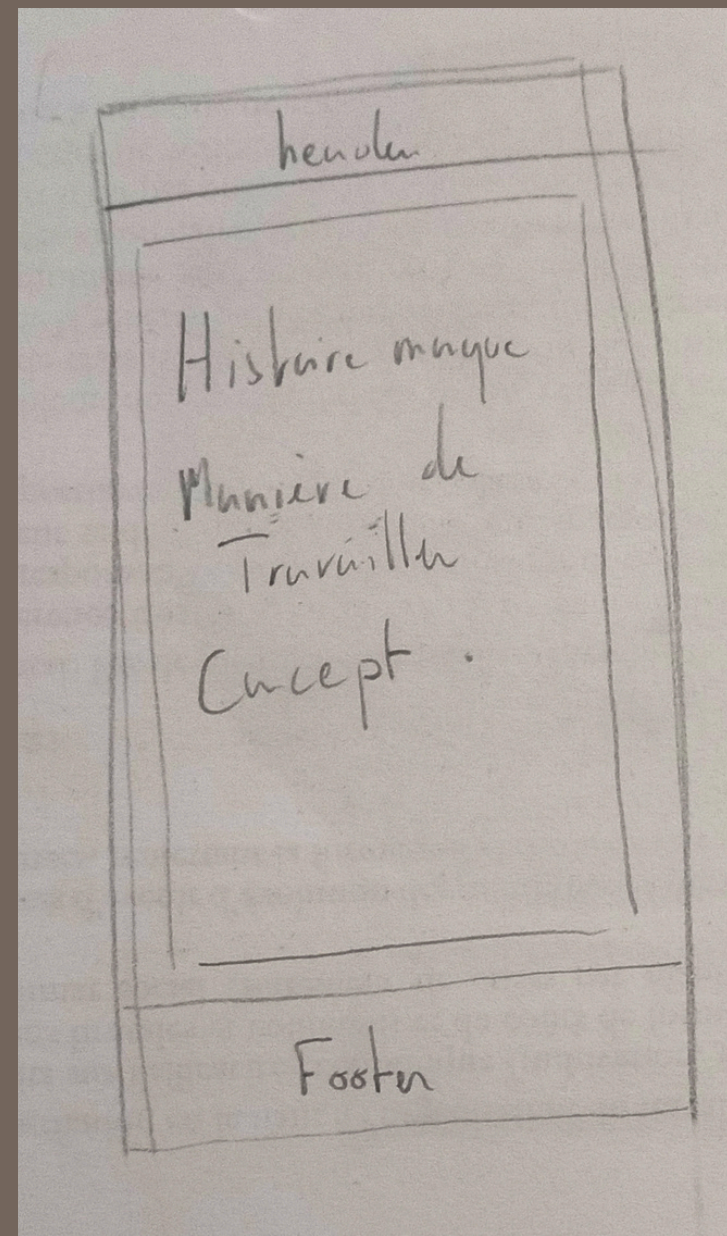 header
Histoire marque
Manière de
Travailler
Concept.
Footer